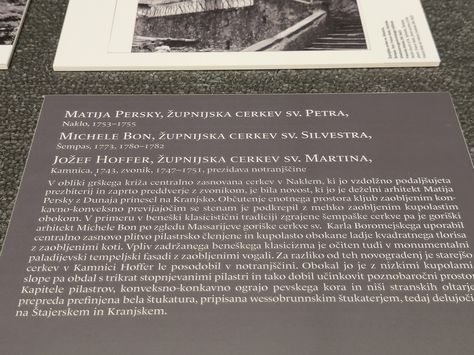 Matija Persky, župnijska cerkev sv. Petra,
Naklo, 1753–1755
Michele Bon, župnijska cerkev sv. Silvestra,
Šempas, 1773, 1780–1782
Jožef Hoffer, župnijska cerkev sv. Martina,
Kamnica, 1743, zvonik, 1747–1751, prezidava notranjščine
V obliki grškega križa centralno zasnovana cerkev v Naklem, ki jo vzdolžno podaljšujeta
prezbiterij in zaprto preddverje z zvonikom, je bila novost, ki jo je deželni arhitekt Matija
Persky z Dunaja prinesel na Kranjsko. Občutenje enotnega prostora kljub zaobljenim kon-
kavno-konveksno previjajočim se stenam je podkrepil z mehko zaobljenim kupolastim
obokom. V primeru v beneški klasicistični tradiciji zgrajene šempaške cerkve pa je goriški
arhitekt Michele Bon po zgledu Massarijeve goriške cerkve sv. Karla Boromejskega uporabil
centralno zasnovo plitvo pilastrsko členjene in kupolasto obokane ladje kvadratnega tlorisa
z zaobljenimi koti. Vpliv zadržanega beneškega klasicizma je očiten tudi v monumentalni
paladijevski tempeljski fasadi z zaobljenimi vogali. Za razliko od teh novogradenj je starejšo
cerkev v Kamnici Hoffer le posodobil v notranjščini. Obokal jo je z nizkimi kupolami
slope pa obdal s trikrat stopnjevanimi pilastri in tako dobil učinkovit poznobaročni prostor
Kapitele pilastrov, konveksno-konkavno ograjo pevskega kora in niši stranskih oltarje
prepreda prefinjena bela štukatura, pripisana wessobrunnskim štukaterjem, tedaj delujoči
na Štajerskem in Kranjskem.